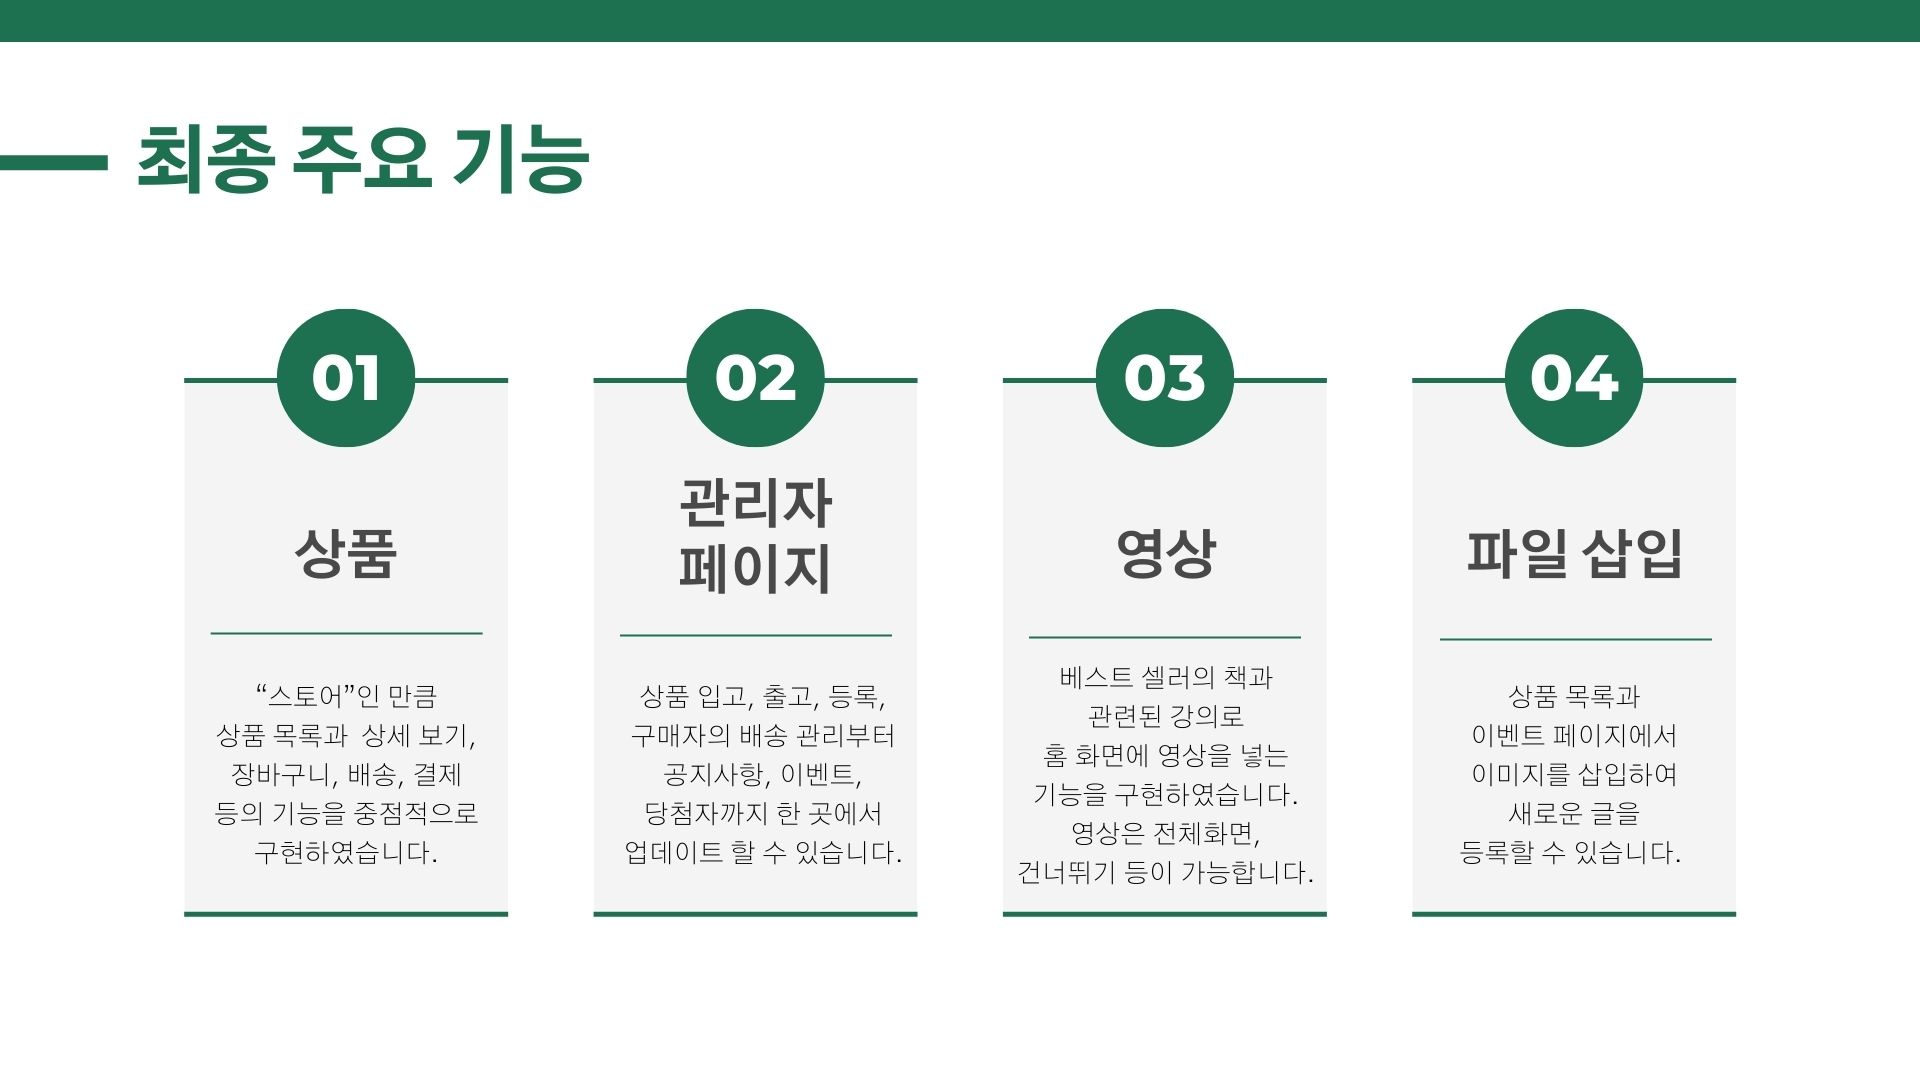 최종 주요 기능
01
상품
“스토어”인 만큼
상품 목록과  상세 보기,
장바구니, 배송, 결제
등의 기능을 중점적으로
구현하였습니다.
02
관리자
페이지
상품 입고, 출고, 등록,
구매자의 배송 관리부터
공지사항, 이벤트,
당첨자까지 한 곳에서
업데이트 할 수 있습니다.
03
영상
베스트 셀러의 책과
관련된 강의로
홈 화면에 영상을 넣는
기능을 구현하였습니다.
영상은 전체화면,
건너뛰기 등이 가능합니다.
04
파일 삽입
상품 목록과
이벤트 페이지에서
이미지를 삽입하여
새로운 글을
등록할 수 있습니다.